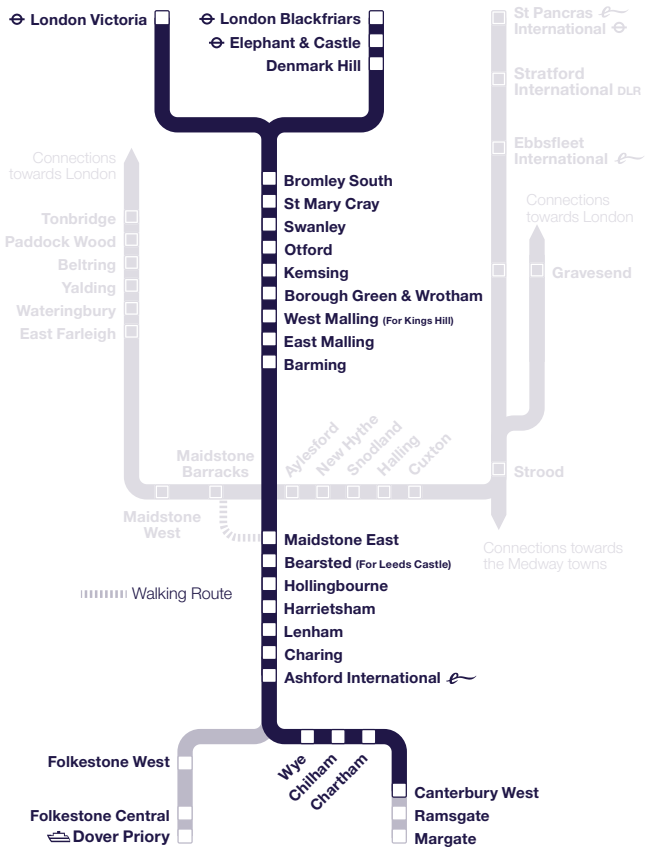 London Victoria
London Blackfriars
Elephant & Castle
Denmark Hill
St Pancras
International
Stratford
International DLR
Ebbsfleet
International
Connections
towards London
Tonbridge
Paddock Wood
Beltring
Yalding
Wateringbury
East Farleigh
Bromley South
St Mary Cray
Swanley
Otford
Kemsing
Borough Green & Wrotham
West Malling (For Kings Hill)
East Malling
Barming
Connections
towards London
Gravesend
Maidstone
Barracks
Aylesford
New Hythe
Snodland
Halling
Cuxton
Strood
Maidstone
West
Connections towards
the Medway towns
Walking Route
Maidstone East
Bearsted (For Leeds Castle)
Hollingbourne
Harrietsham
Lenham
Charing
Ashford International
Folkestone West
Folkestone Central
Dover Priory
Wye
Chilham
Chartham
Canterbury West
Ramsgate
Margate